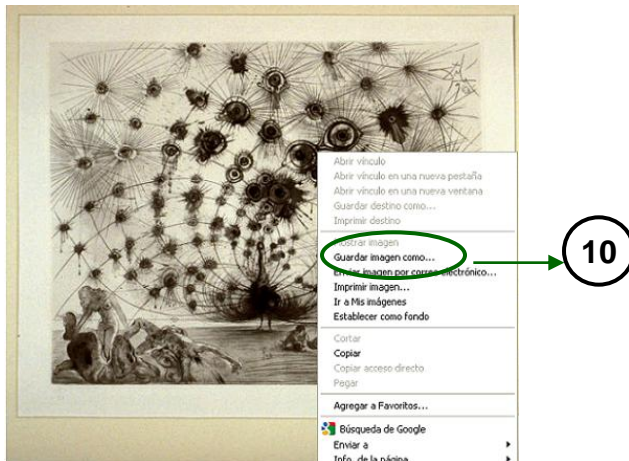 Abrir vínculo
Abrir vínculo en una nueva pestaña
Abrir vínculo en una nueva ventana
Guardar destino como...
Imprimir destino
Mostrar imagen
Guardar imagen como...
Enviar imagen por correo electrónico...
Imprimir imagen...
Ir a Mis imágenes
Establecer como fondo
Cortar
Copiar
Copiar acceso directo
Pegar
Agregar a Favoritos...
Búsqueda de Google
Enviar a
Info. de la página
10